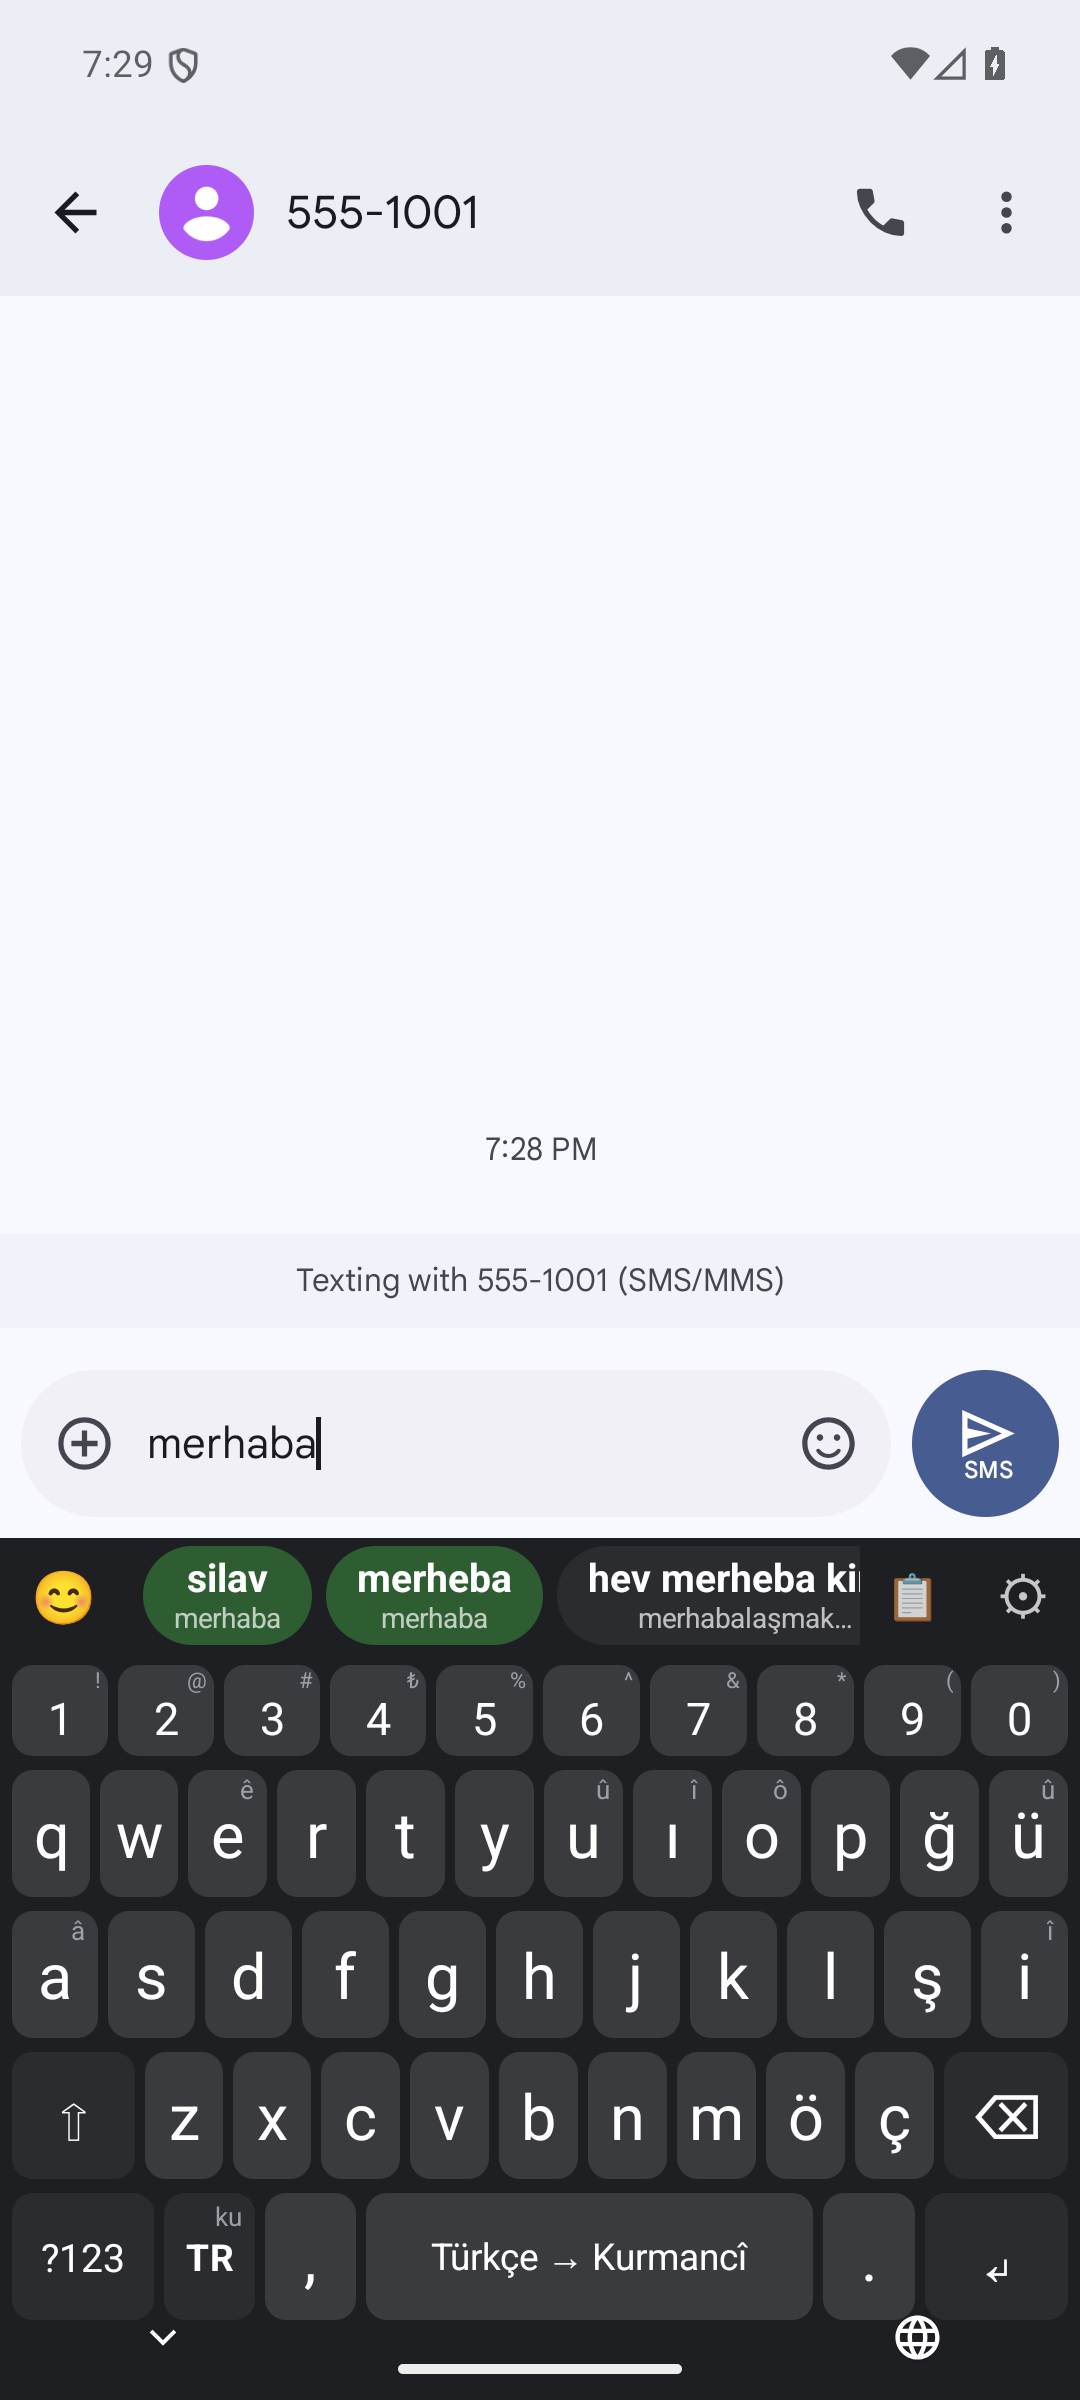 7:29
555-1001
7:28 PM
Texting with 555-1001 (SMS/MMS)
merhaba
SMS
silav merheba hev merheba
merhaba merhaba merhabalaşmak...
! @ # ₺ % ^ & * ( )
1 2 3 4 5 6 7 8 9 0
ê û î ô û
q w e r t y u ı o p ğ ü
â î
a s d f g h j k l ş i
z x c v b n m ö ç
ku
?123 TR , Türkçe → Kurmancî .